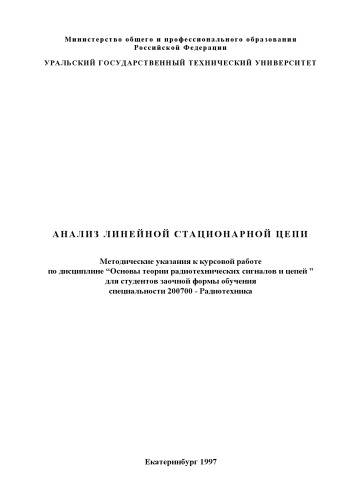 Министерство общего и профессионального образования
Российской Федерации
УРАЛЬСКИЙ ГОСУДАРСТВЕННЫЙ ТЕХНИЧЕСКИЙ УНИВЕРСИТЕТ
АНАЛИЗ ЛИНЕЙНОЙ СТАЦИОНАРНОЙ ЦЕПИ
Методические указания к курсовой работе
по дисциплине “Основы теории радиотехнических сигналов и цепей "
для студентов заочной формы обучения
специальности 200700 - Радиотехника
Екатеринбург 1997